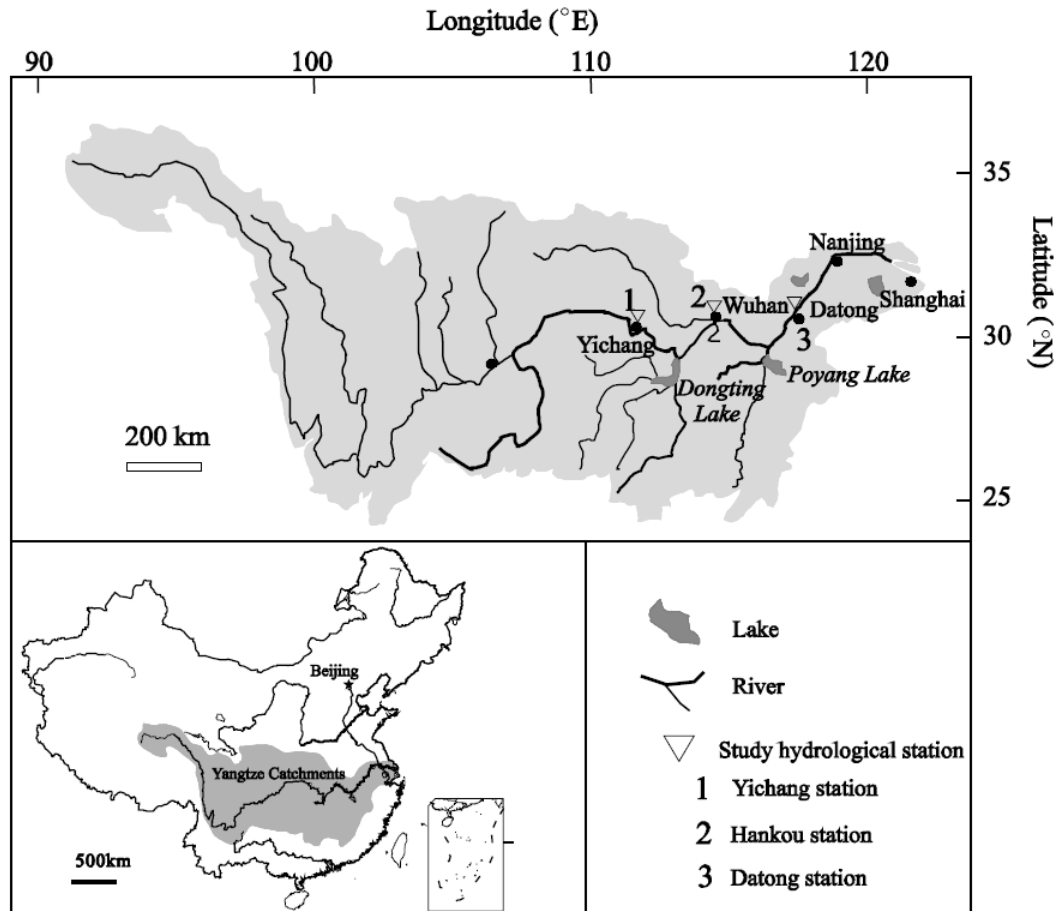 Longitude (°E)
90 100 110 120
35
30
25
Latitude (°N)
Nanjing
Shanghai
1
2
Wuhan
Datong
3
Yichang
2
Dongting
Lake
Poyang Lake
200 km
Beijing
Yangtze Catchments
500km
Lake
River
Study hydrological station
1 Yichang station
2 Hankou station
3 Datong station